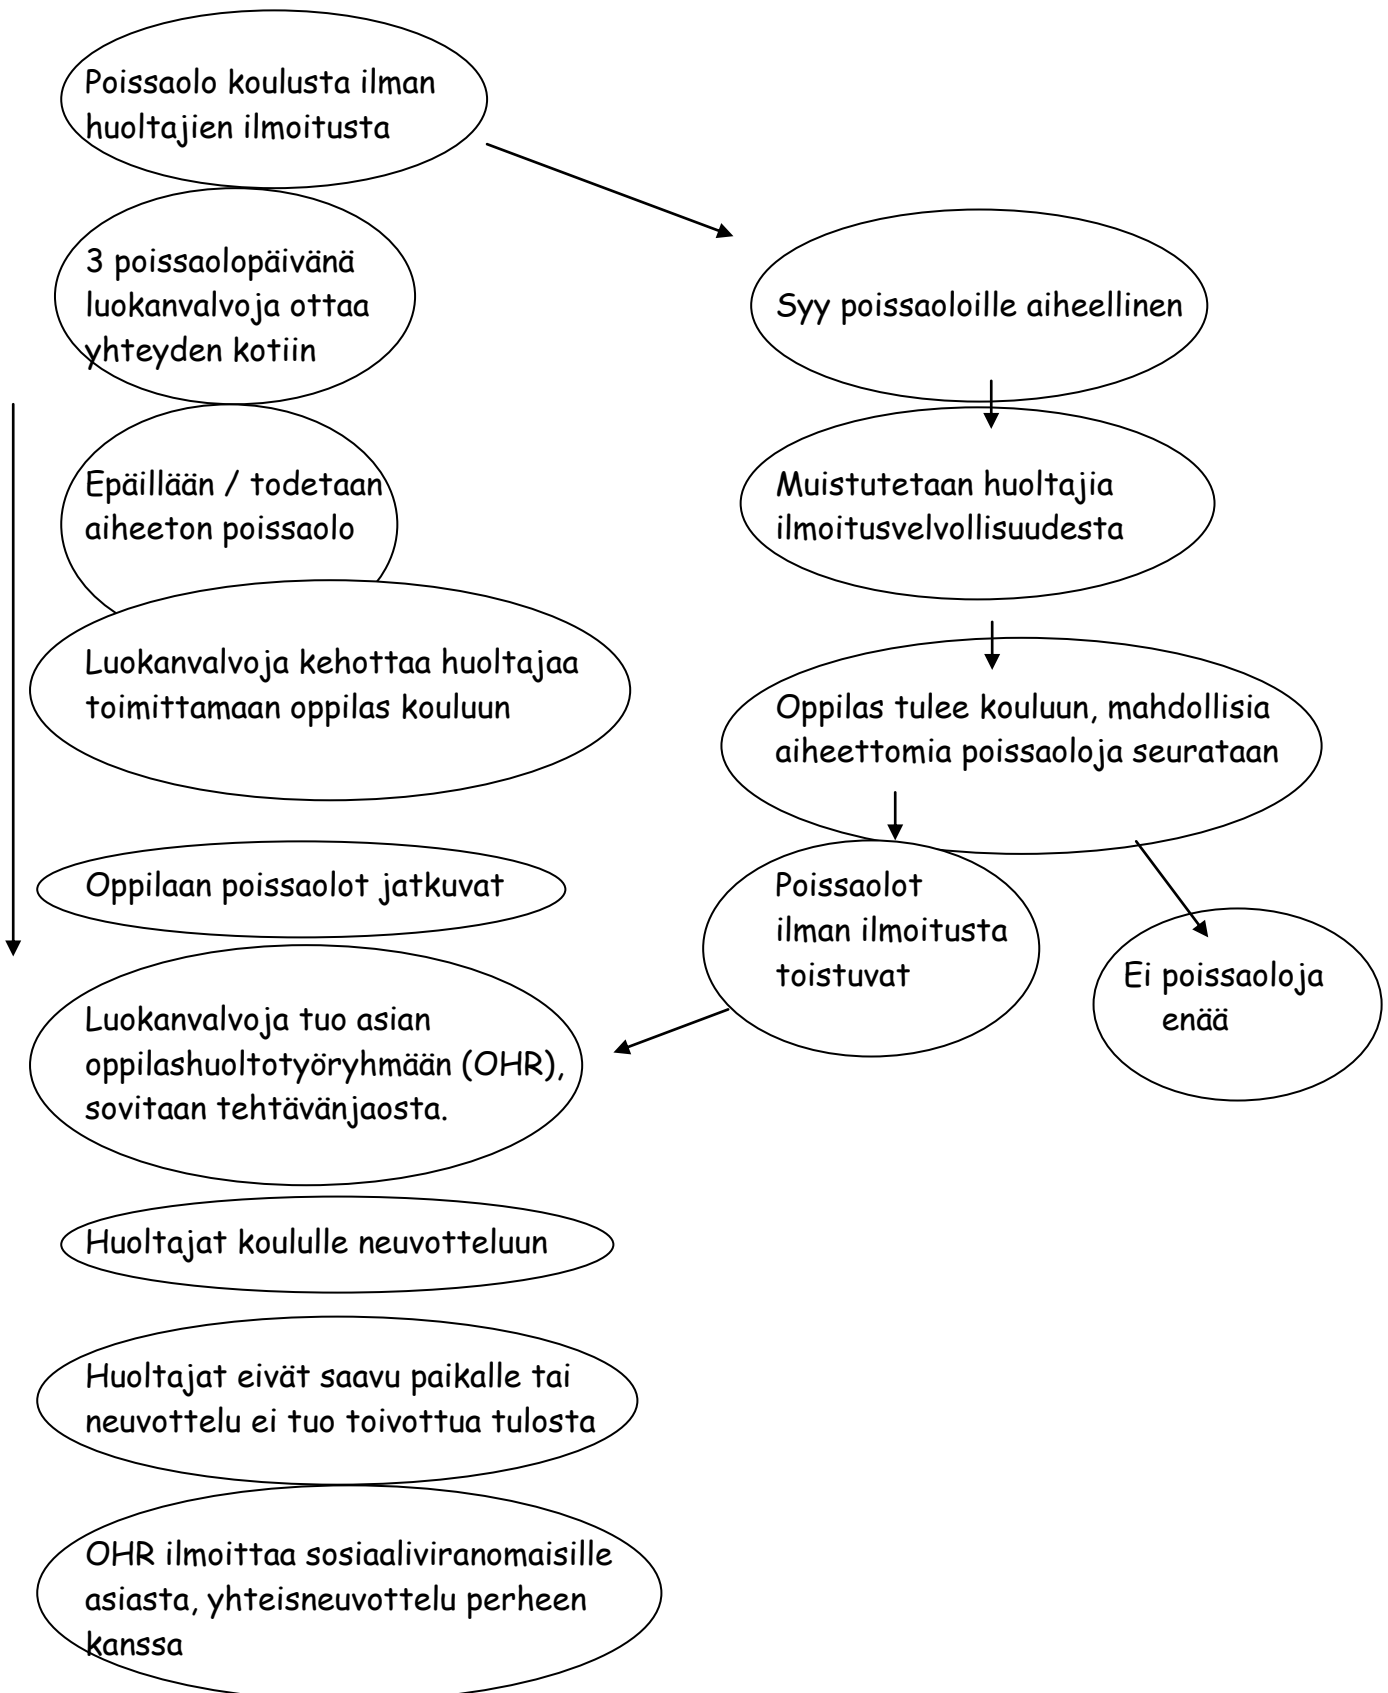 Poissaolo koulusta ilman
huoltajien ilmoitusta
3 poissaolopäivänä
luokanvalvoja ottaa
yhteyden kotiin
Epäillään / todetaan
aiheeton poissaolo
Luokanvalvoja kehottaa huoltajaa
toimittamaan oppilas kouluun
Oppilaan poissaolot jatkuvat
Luokanvalvoja tuo asian
oppilashuoltotyöryhmään (OHR),
sovitaan tehtävänjaosta.
Huoltajat koululle neuvotteluun
Huoltajat eivät saavu paikalle tai
neuvottelu ei tuo toivottua tulosta
OHR ilmoittaa sosiaaliviranomaisille
asiasta, yhteisneuvottelu perheen
kanssa
Syy poissaoloille aiheellinen
Muistutetaan huoltajia
ilmoitusvelvollisuudesta
Oppilas tulee kouluun, mahdollisia
aiheettomia poissaoloja seurataan
Poissaolot
ilman ilmoitusta
toistuvat
Ei poissaoloja
enää